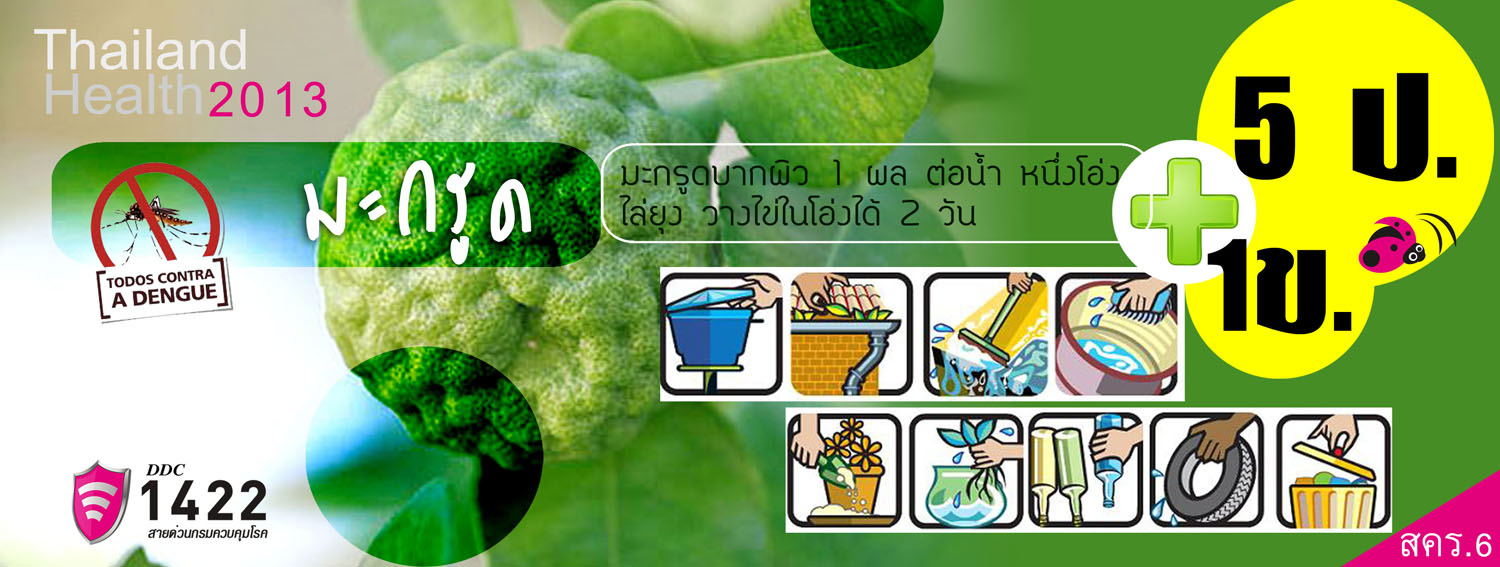 Thailand
Health2013
TODOS CONTRA
A DENGUE
มะกรูด
มะกรูดบากผิว 1 ผล ต่อน้ำ หนึ่งโอ่ง
ไล่ยุง วางไข่ในโอ่งได้ 2 วัน
5 ป.
1ข.
DDC
1422
สายด่วนกรมควบคุมโรค
สคร.6